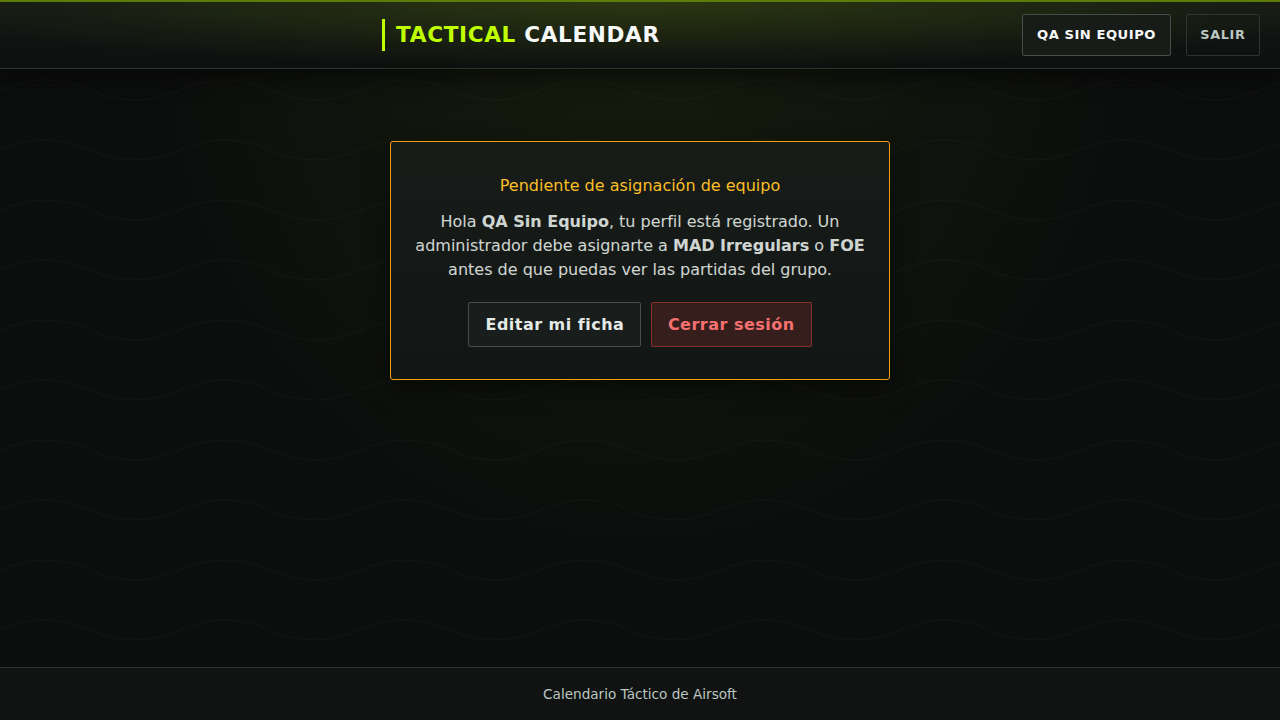 TACTICAL CALENDAR
QA SIN EQUIPO
SALIR
Pendiente de asignación de equipo
Hola QA Sin Equipo, tu perfil está registrado. Un
administrador debe asignarte a MAD Irregulars o FOE
antes de que puedas ver las partidas del grupo.
Editar mi ficha
Cerrar sesión
Calendario Táctico de Airsoft